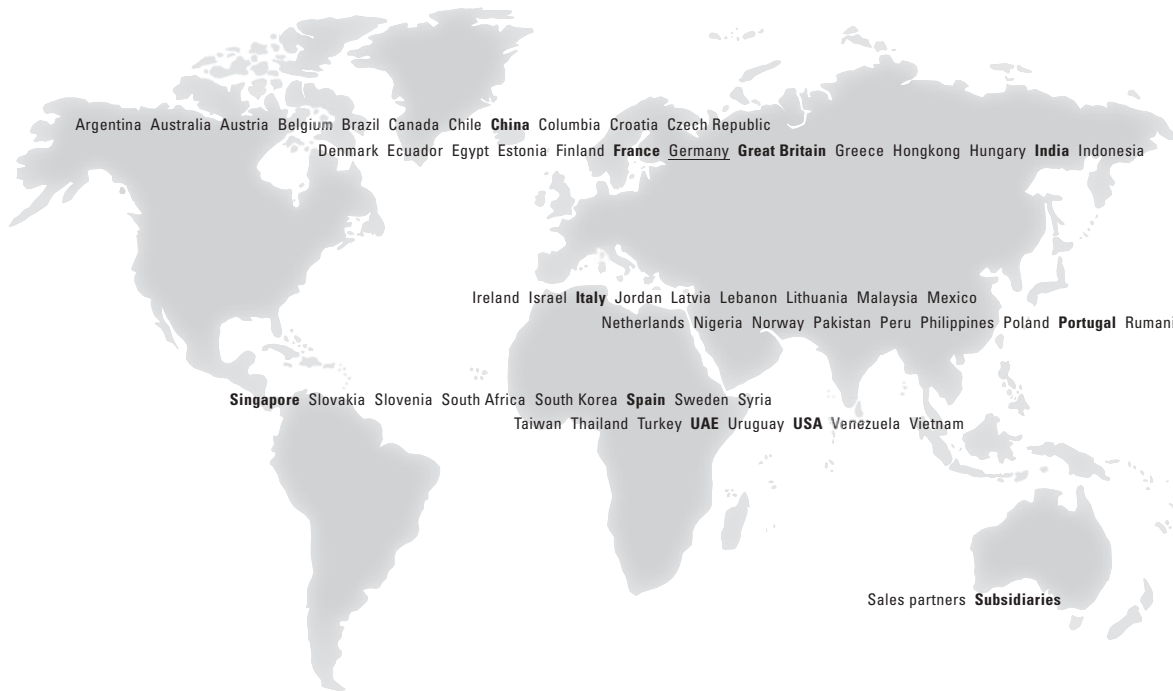 Argentina Australia Austria Belgium Brazil Canada Chile China Columbia Croatia Czech Republic
Denmark Ecuador Egypt Estonia Finland France Germany Great Britain Greece Hongkong Hungary India Indonesia
Ireland Israel Italy Jordan Latvia Lebanon Lithuania Malaysia Mexico
Netherlands Nigeria Norway Pakistan Peru Philippines Poland Portugal Rumani
Singapore Slovakia Slovenia South Africa South Korea Spain Sweden Syria
Taiwan Thailand Turkey UAE Uruguay USA Venezuela Vietnam
Sales partners Subsidiaries